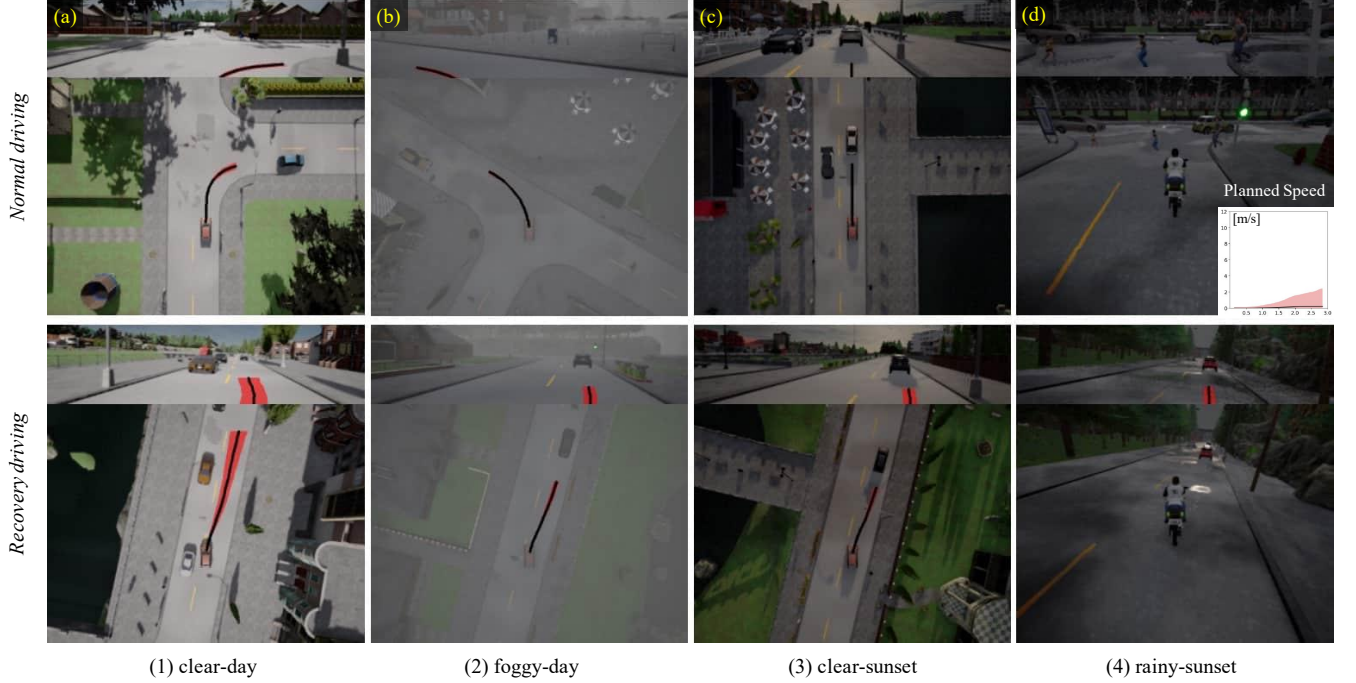 (a)
(b)
(c)
(d)
Normal driving
Planned Speed
[m/s]
12
10
8
6
4
2
0
0.5 1.0 1.5 2.0 2.5 3.0
Recovery driving
(1) clear-day
(2) foggy-day
(3) clear-sunset
(4) rainy-sunset